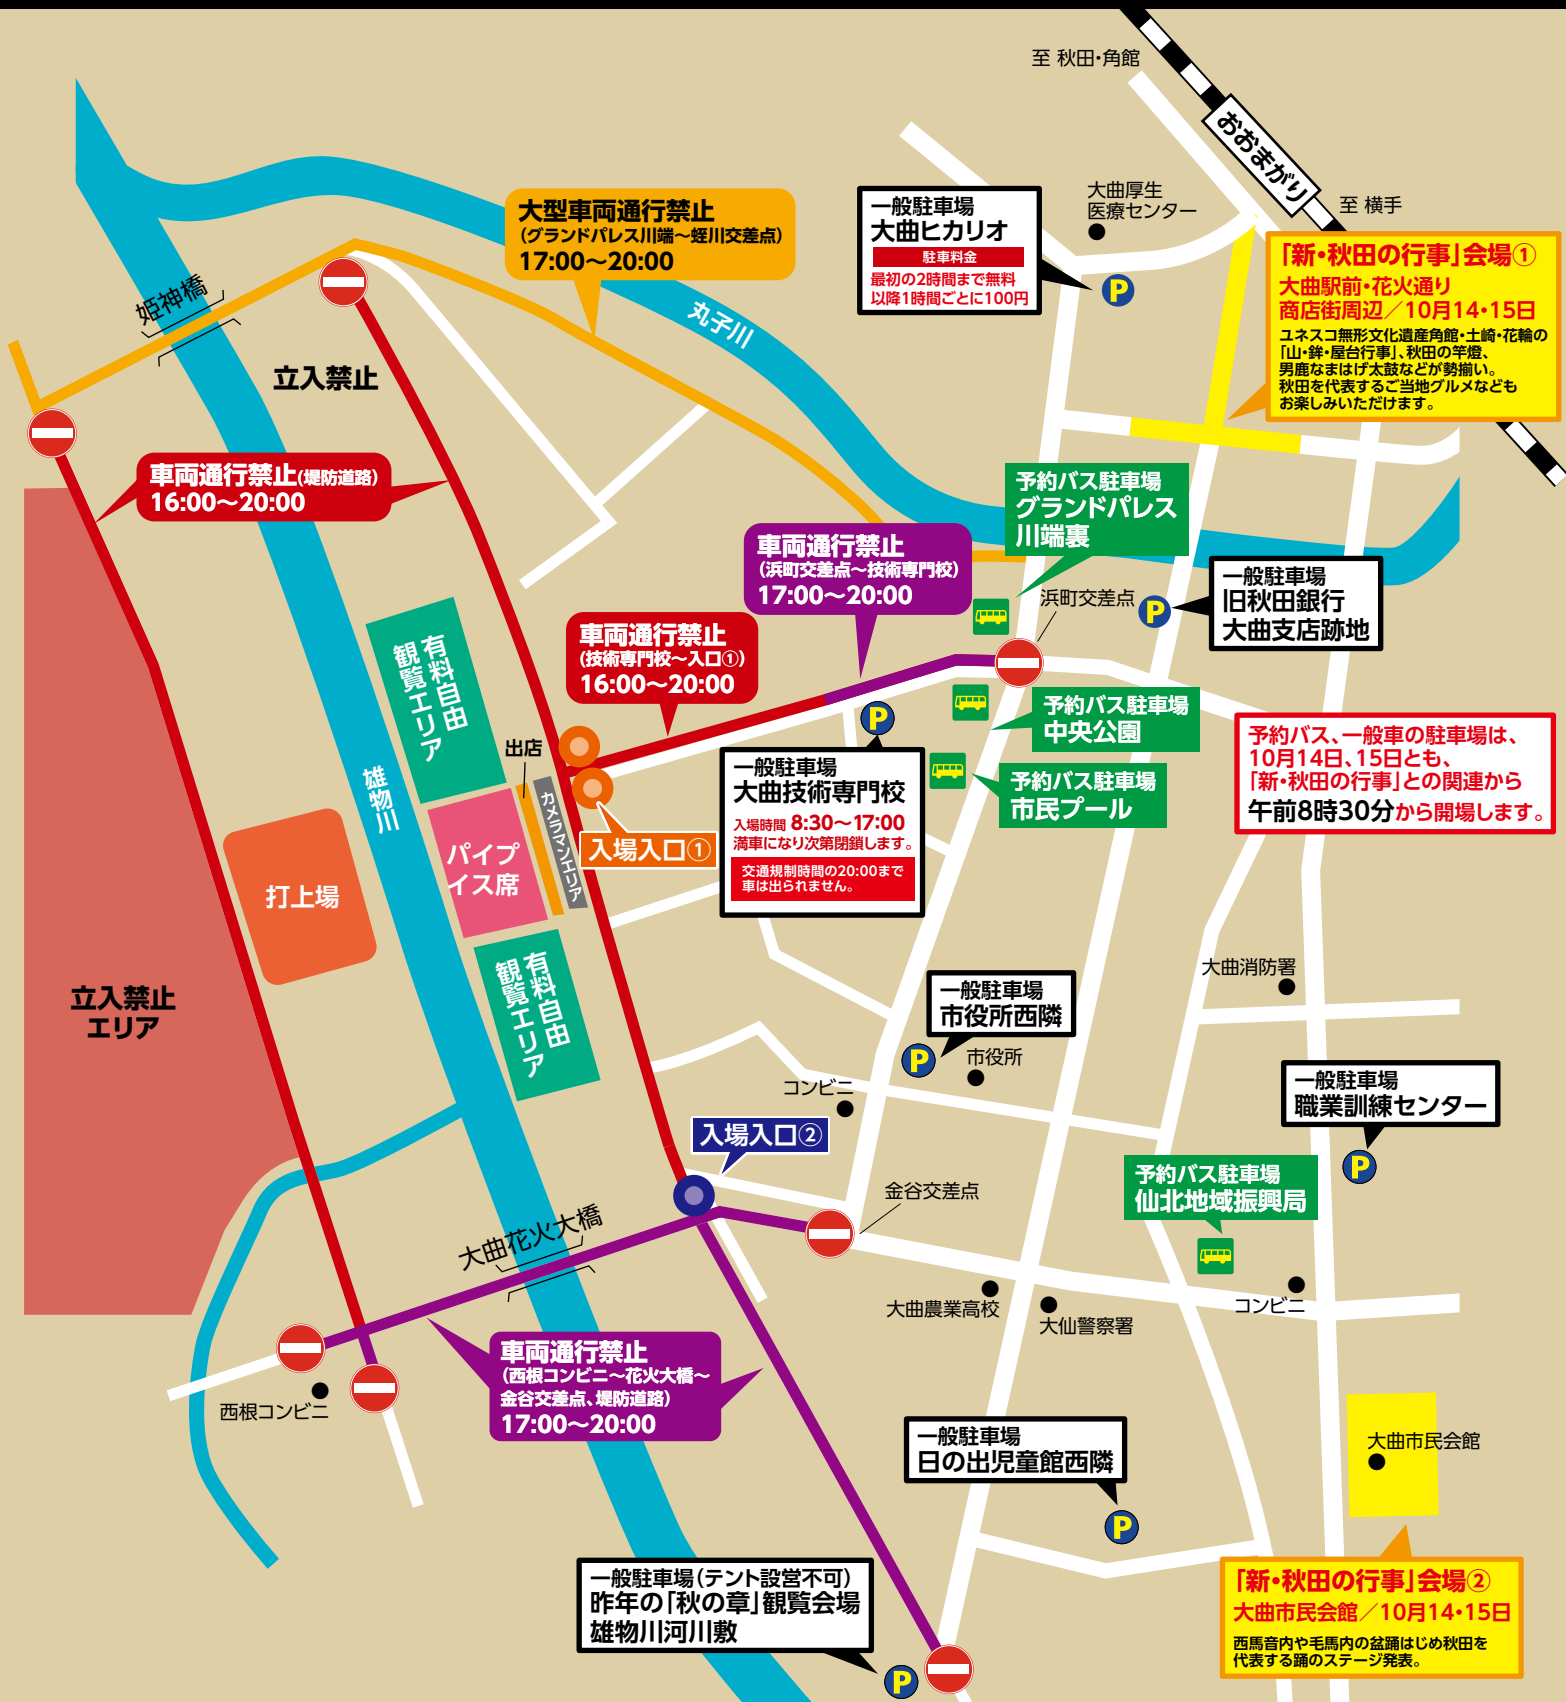 至 秋田・角館
おおまがり
至 横手
大曲厚生
医療センター
一般駐車場
大曲ヒカリオ
駐車料金
最初の2時間まで無料
以降1時間ごとに100円
P
大型車両通行禁止
(グランドパレス川端〜蛭川交差点)
17:00〜20:00
「新・秋田の行事」会場①
大曲駅前・花火通り
商店街周辺／10月14・15日
ユネスコ無形文化遺産角館・土崎・花輪の
「山・鉾・屋台行事」、秋田の竿燈、
男鹿なまはげ太鼓などが勢揃い。
秋田を代表するご当地グルメなども
お楽しみいただけます。
姫神橋
丸子川
立入禁止
車両通行禁止(堤防道路)
16:00〜20:00
予約バス駐車場
グランドパレス
川端裏
車両通行禁止
(浜町交差点〜技術専門校)
17:00〜20:00
浜町交差点
P
一般駐車場
旧秋田銀行
大曲支店跡地
車両通行禁止
(技術専門校〜入口①)
16:00〜20:00
有料自由
観覧エリア
予約バス駐車場
中央公園
P
出店
予約バス駐車場
市民プール
一般駐車場
大曲技術専門校
入場時間 8:30〜17:00
満車になり次第閉鎖します。
交通規制時間の20:00まで
車は出られません。
予約バス、一般車の駐車場は、
10月14日、15日とも、
「新・秋田の行事」との関連から
午前8時30分から開場します。
雄物川
カメラマンエリア
入場入口①
パイプ
イス席
打上場
有料自由
観覧エリア
立入禁止
エリア
大曲消防署
一般駐車場
市役所西隣
P
市役所
コンビニ
一般駐車場
職業訓練センター
P
入場入口②
予約バス駐車場
仙北地域振興局
金谷交差点
大曲花火大橋
大曲農業高校
大仙警察署
コンビニ
車両通行禁止
(西根コンビニ〜花火大橋〜
金谷交差点、堤防道路)
17:00〜20:00
西根コンビニ
一般駐車場
日の出児童館西隣
P
大曲市民会館
一般駐車場(テント設営不可)
昨年の「秋の章」観覧会場
雄物川河川敷
P
「新・秋田の行事」会場②
大曲市民会館／10月14・15日
西馬音内や毛馬内の盆踊はじめ秋田を
代表する踊のステージ発表。